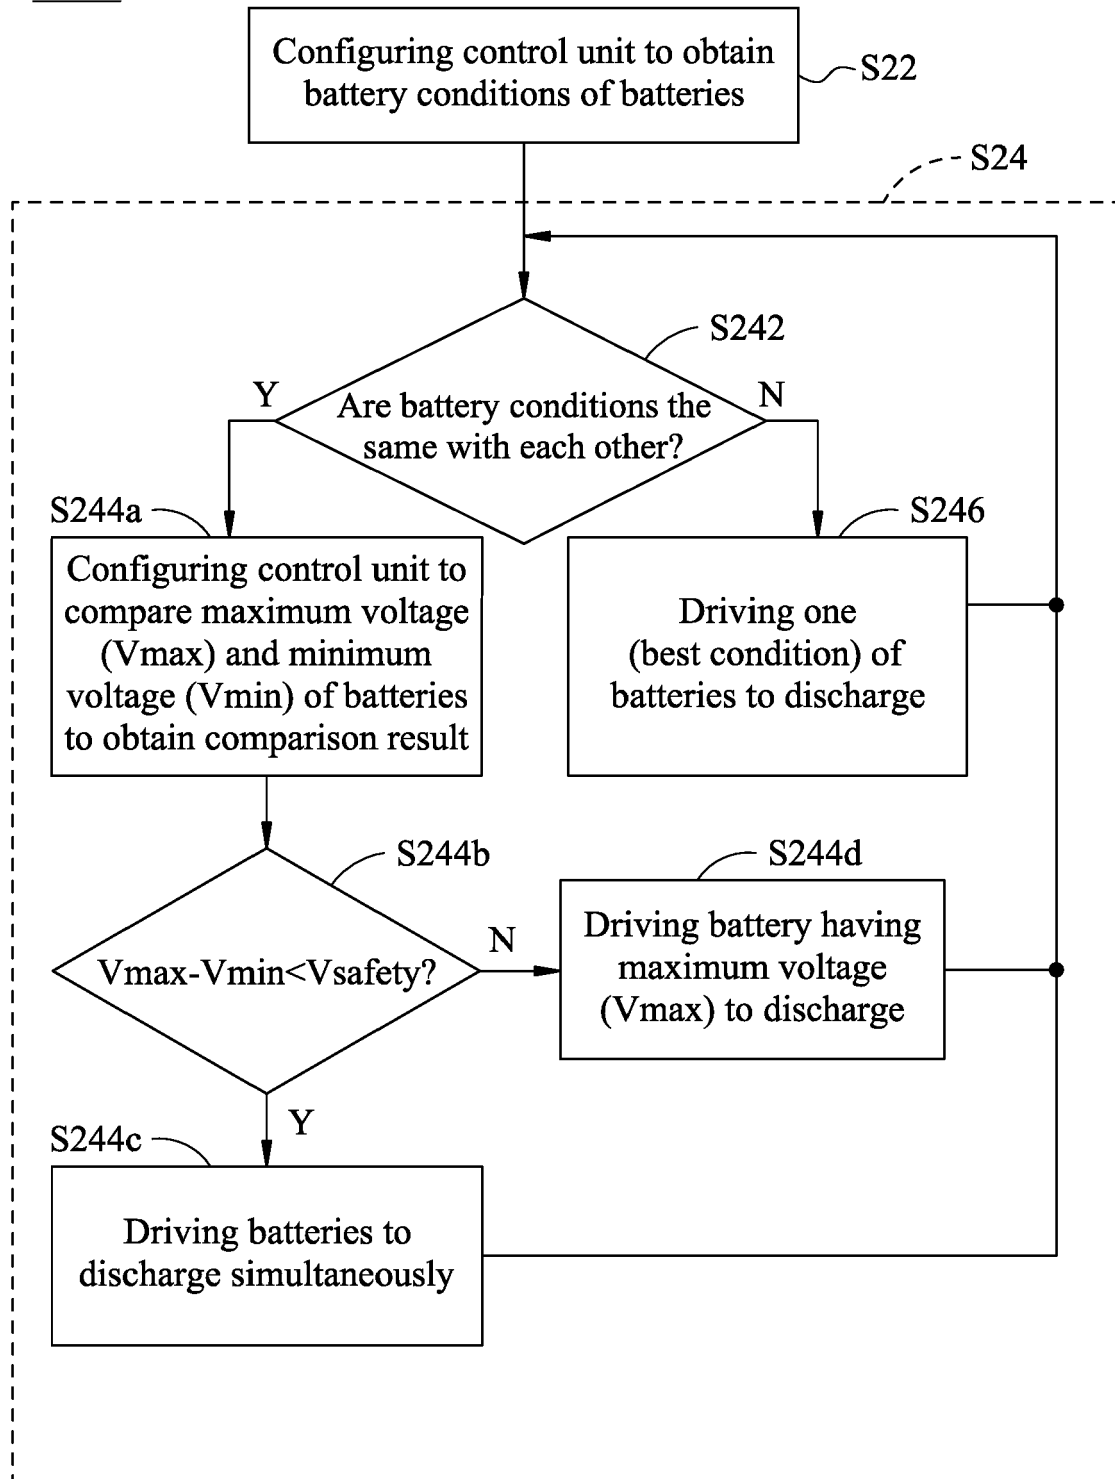 Configuring control unit to obtain
battery conditions of batteries
S22
S24
S242
Y
N
Are battery conditions the
same with each other?
S244a
S246
Configuring control unit to
compare maximum voltage
(Vmax) and minimum
voltage (Vmin) of batteries
to obtain comparison result
Driving one
(best condition) of
batteries to discharge
S244b
S244d
Vmax-Vmin<Vsafety?
N
Driving battery having
maximum voltage
(Vmax) to discharge
Y
S244c
Driving batteries to
discharge simultaneously